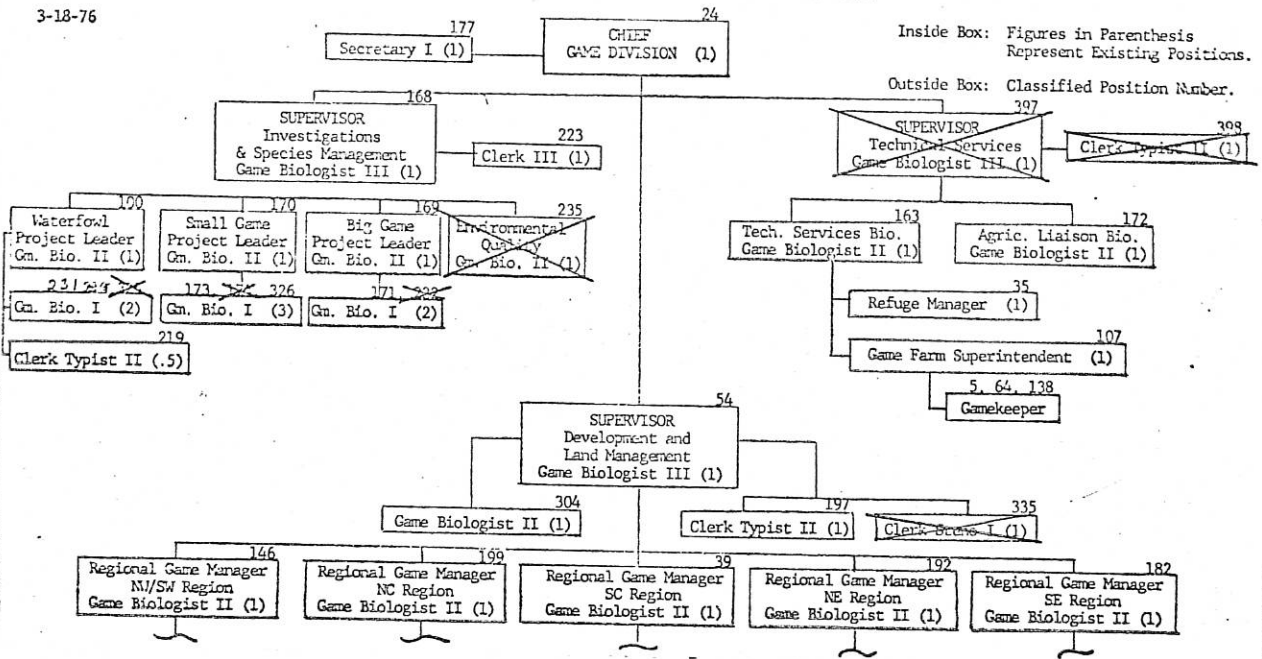 3-18-76
24
CHIEF
GAME DIVISION (1)
177
Secretary I (1)
Inside Box: Figures in Parenthesis
Represent Existing Positions.
Outside Box: Classified Position Number.
168
SUPERVISOR
Investigations
& Species Management
Game Biologist III (1)
223
Clerk III (1)
397
SUPERVISOR
Technical Services
Game Biologist III (1)
398
Clerk Typist II (1)
190
Waterfowl
Project Leader
Gm. Bio. II (1)
170
Small Game
Project Leader
Gm. Bio. II (1)
169
Big Game
Project Leader
Gm. Bio. II (1)
235
Environmental
Quality
Gm. Bio. II (1)
231
Gm. Bio. I (2)
173 326
Gm. Bio. I (3)
171
Gm. Bio. I (2)
219
Clerk Typist II (.5)
163
Tech. Services Bio.
Game Biologist II (1)
172
Agric. Liaison Bio.
Game Biologist II (1)
35
Refuge Manager (1)
107
Game Farm Superintendent (1)
5, 64, 138
Gamekeeper
54
SUPERVISOR
Development and
Land Management
Game Biologist III (1)
304
Game Biologist II (1)
197
Clerk Typist II (1)
335
Clerk Steno I (1)
146
Regional Game Manager
NW/SW Region
Game Biologist II (1)
199
Regional Game Manager
NC Region
Game Biologist II (1)
39
Regional Game Manager
SC Region
Game Biologist II (1)
192
Regional Game Manager
NE Region
Game Biologist II (1)
182
Regional Game Manager
SE Region
Game Biologist II (1)